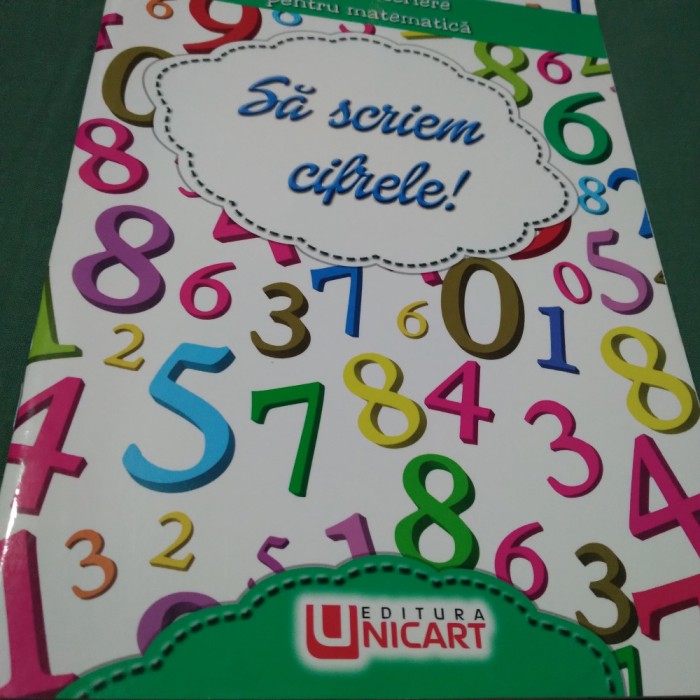 pentru matematică
Să scriem
cifrele!
EDITURA
UNICART